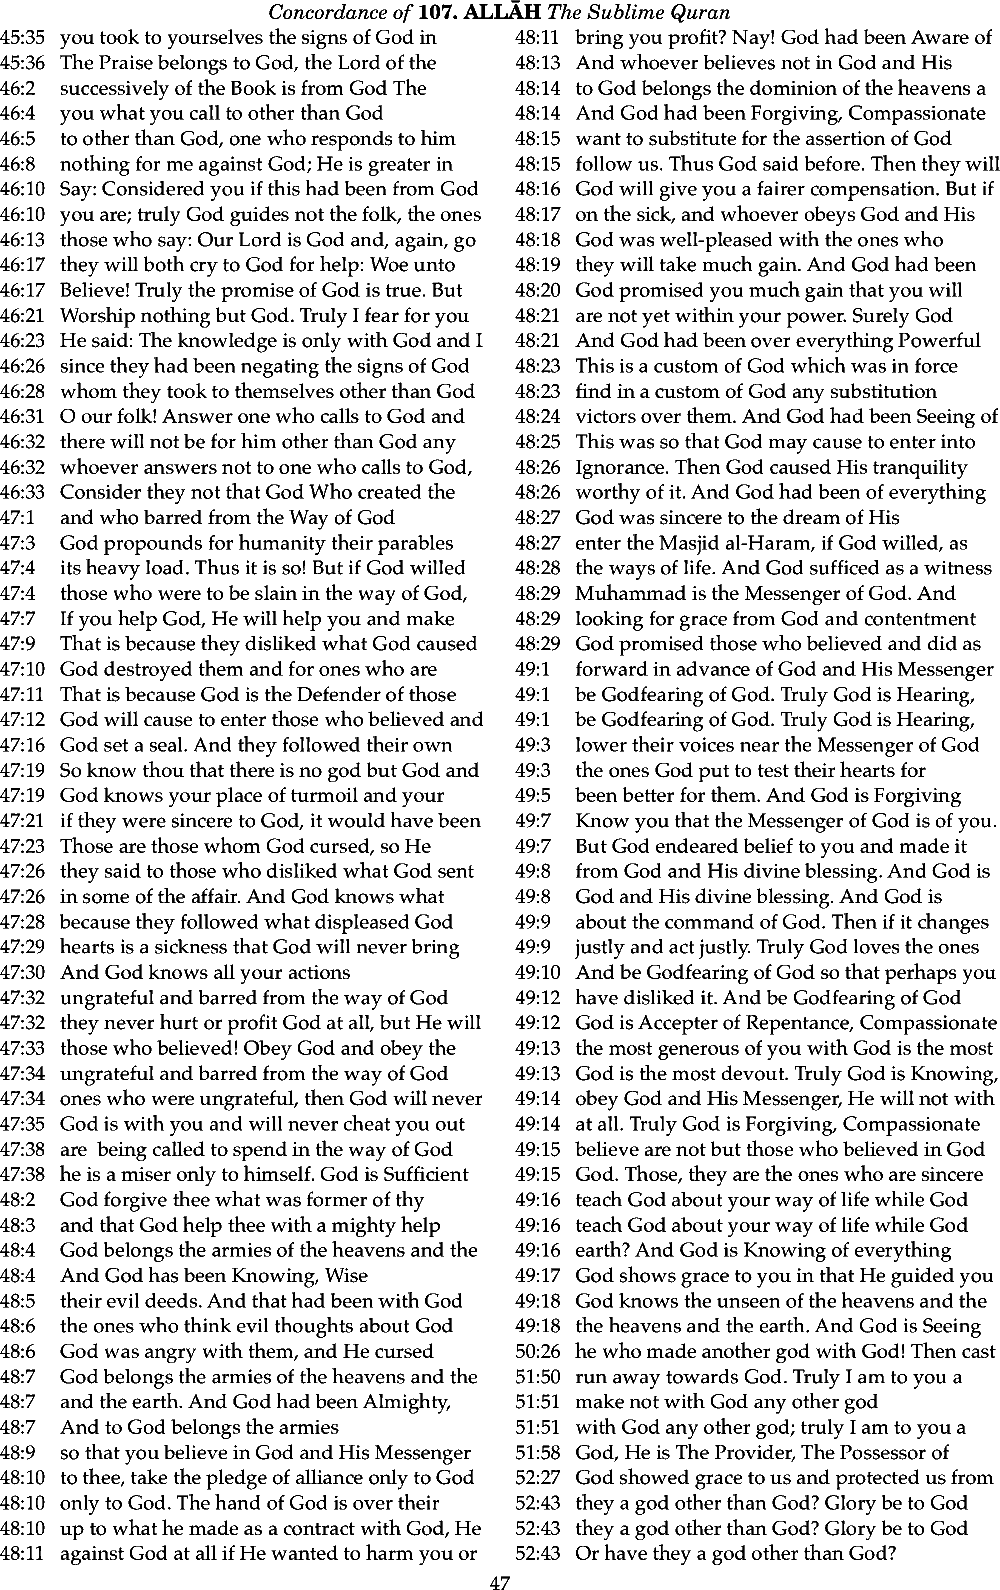 Concordance of 107. ALLĀH The Sublime Quran
45:35 you took to yourselves the signs of God in
45:36 The Praise belongs to God, the Lord of the
46:2 successively of the Book is from God The
46:4 you what you call to other than God
46:5 to other than God, one who responds to him
46:8 nothing for me against God; He is greater in
46:10 Say: Considered you if this had been from God
46:10 you are; truly God guides not the folk, the ones
46:13 those who say: Our Lord is God and, again, go
46:17 they will both cry to God for help: Woe unto
46:17 Believe! Truly the promise of God is true. But
46:21 Worship nothing but God. Truly I fear for you
46:23 He said: The knowledge is only with God and I
46:26 since they had been negating the signs of God
46:28 whom they took to themselves other than God
46:31 O our folk! Answer one who calls to God and
46:32 there will not be for him other than God any
46:32 whoever answers not to one who calls to God,
46:33 Consider they not that God Who created the
47:1 and who barred from the Way of God
47:3 God propounds for humanity their parables
47:4 its heavy load. Thus it is so! But if God willed
47:4 those who were to be slain in the way of God,
47:7 If you help God, He will help you and make
47:9 That is because they disliked what God caused
47:10 God destroyed them and for ones who are
47:11 That is because God is the Defender of those
47:12 God will cause to enter those who believed and
47:16 God set a seal. And they followed their own
47:19 So know thou that there is no god but God and
47:19 God knows your place of turmoil and your
47:21 if they were sincere to God, it would have been
47:23 Those are those whom God cursed, so He
47:26 they said to those who disliked what God sent
47:26 in some of the affair. And God knows what
47:28 because they followed what displeased God
47:29 hearts is a sickness that God will never bring
47:30 And God knows all your actions
47:32 ungrateful and barred from the way of God
47:32 they never hurt or profit God at all, but He will
47:33 those who believed! Obey God and obey the
47:34 ungrateful and barred from the way of God
47:34 ones who were ungrateful, then God will never
47:35 God is with you and will never cheat you out
47:38 are being called to spend in the way of God
47:38 he is a miser only to himself. God is Sufficient
48:2 God forgive thee what was former of thy
48:3 and that God help thee with a mighty help
48:4 God belongs the armies of the heavens and the
48:4 And God has been Knowing, Wise
48:5 their evil deeds. And that had been with God
48:6 the ones who think evil thoughts about God
48:6 God was angry with them, and He cursed
48:7 God belongs the armies of the heavens and the
48:7 and the earth. And God had been Almighty,
48:7 And to God belongs the armies
48:9 so that you believe in God and His Messenger
48:10 to thee, take the pledge of alliance only to God
48:10 only to God. The hand of God is over their
48:10 up to what he made as a contract with God, He
48:11 against God at all if He wanted to harm you or
48:11 bring you profit? Nay! God had been Aware of
48:13 And whoever believes not in God and His
48:14 to God belongs the dominion of the heavens a
48:14 And God had been Forgiving, Compassionate
48:15 want to substitute for the assertion of God
48:15 follow us. Thus God said before. Then they will
48:16 God will give you a fairer compensation. But if
48:17 on the sick, and whoever obeys God and His
48:18 God was well-pleased with the ones who
48:19 they will take much gain. And God had been
48:20 God promised you much gain that you will
48:21 are not yet within your power. Surely God
48:21 And God had been over everything Powerful
48:23 This is a custom of God which was in force
48:23 find in a custom of God any substitution
48:24 victors over them. And God had been Seeing of
48:25 This was so that God may cause to enter into
48:26 Ignorance. Then God caused His tranquility
48:26 worthy of it. And God had been of everything
48:27 God was sincere to the dream of His
48:27 enter the Masjid al-Haram, if God willed, as
48:28 the ways of life. And God sufficed as a witness
48:29 Muhammad is the Messenger of God. And
48:29 looking for grace from God and contentment
48:29 God promised those who believed and did as
49:1 forward in advance of God and His Messenger
49:1 be Godfearing of God. Truly God is Hearing,
49:1 be Godfearing of God. Truly God is Hearing,
49:3 lower their voices near the Messenger of God
49:3 the ones God put to test their hearts for
49:5 been better for them. And God is Forgiving
49:7 Know you that the Messenger of God is of you.
49:7 But God endeared belief to you and made it
49:8 from God and His divine blessing. And God is
49:8 God and His divine blessing. And God is
49:9 about the command of God. Then if it changes
49:9 justly and act justly. Truly God loves the ones
49:10 And be Godfearing of God so that perhaps you
49:12 have disliked it. And be Godfearing of God
49:12 God is Accepter of Repentance, Compassionate
49:13 the most generous of you with God is the most
49:13 God is the most devout. Truly God is Knowing,
49:14 obey God and His Messenger, He will not with
49:14 at all. Truly God is Forgiving, Compassionate
49:15 believe are not but those who believed in God
49:15 God. Those, they are the ones who are sincere
49:16 teach God about your way of life while God
49:16 teach God about your way of life while God
49:16 earth? And God is Knowing of everything
49:17 God shows grace to you in that He guided you
49:18 God knows the unseen of the heavens and the
49:18 the heavens and the earth. And God is Seeing
50:26 he who made another god with God! Then cast
51:50 run away towards God. Truly I am to you a
51:51 make not with God any other god
51:51 with God any other god; truly I am to you a
51:58 God, He is The Provider, The Possessor of
52:27 God showed grace to us and protected us from
52:43 they a god other than God? Glory be to God
52:43 they a god other than God? Glory be to God
52:43 Or have they a god other than God?
47